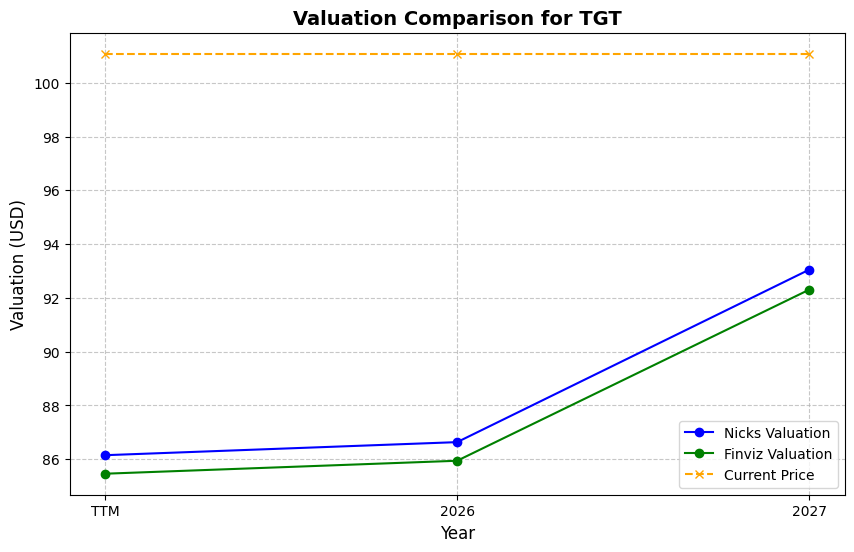 Valuation Comparison for TGT
Valuation (USD)
100
98
96
94
92
90
88
86
TTM
2026
2027
Year
Nicks Valuation
Finviz Valuation
Current Price